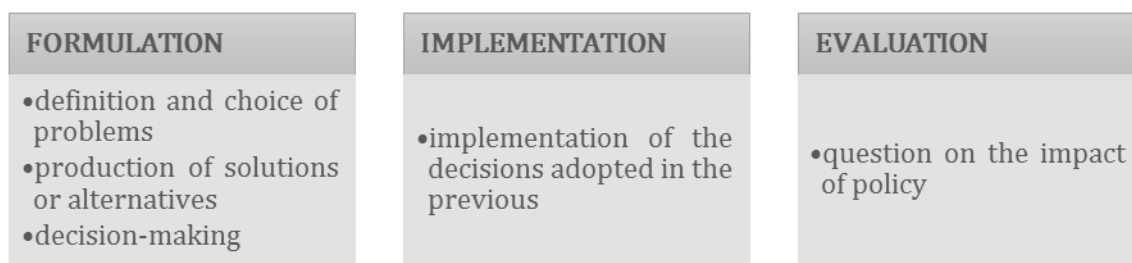 FORMULATION
•definition and choice of
problems
•production of solutions
or alternatives
•decision-making
IMPLEMENTATION
•implementation of the
decisions adopted in the
previous
EVALUATION
•question on the impact
of policy